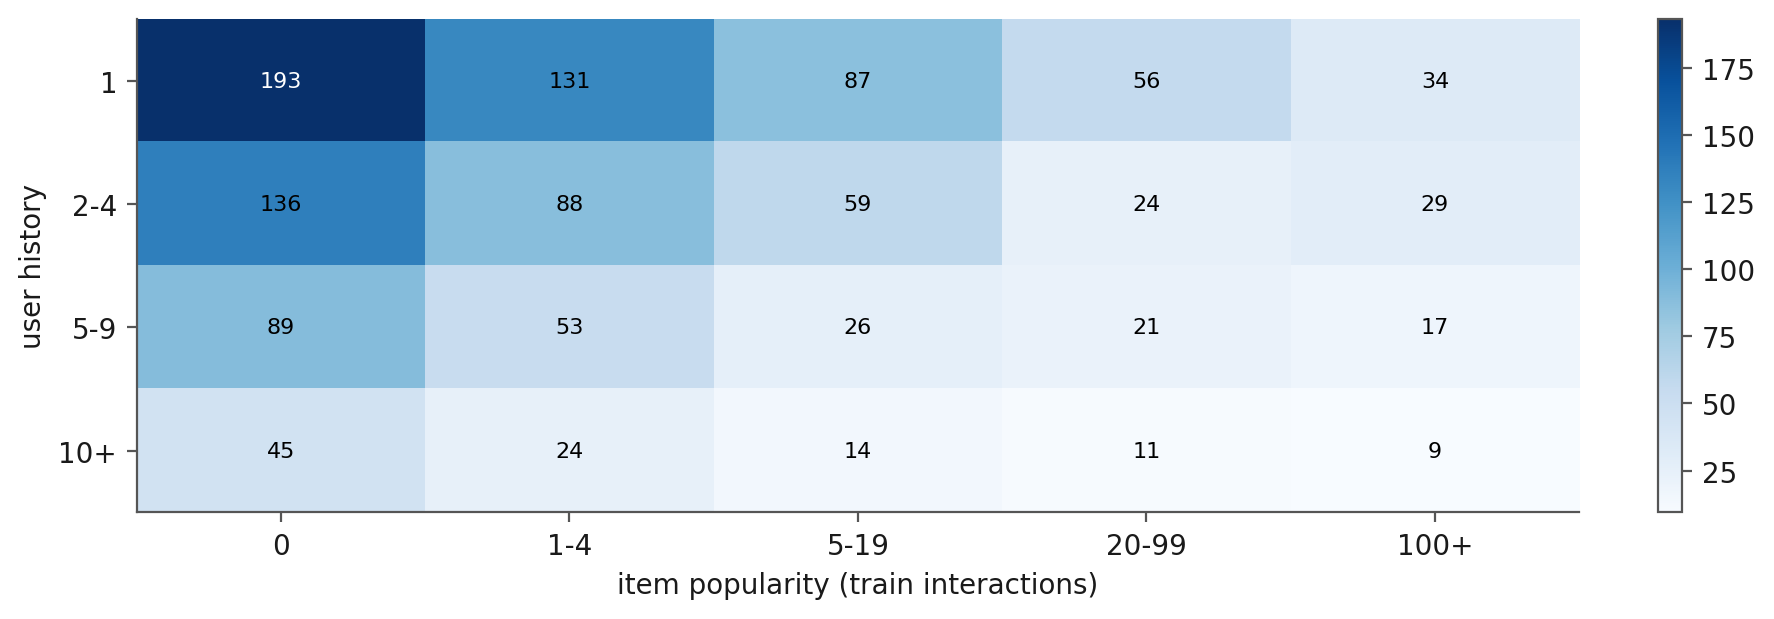 user history
1 193 131 87 56 34
2-4 136 88 59 24 29
5-9 89 53 26 21 17
10+ 45 24 14 11 9
0 1-4 5-19 20-99 100+
item popularity (train interactions)
175
150
125
100
75
50
25